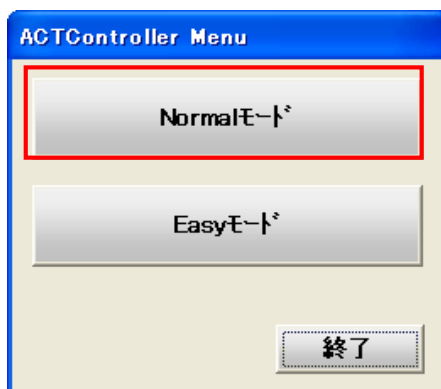 ACTController Menu
Normalﾓｰﾄﾞ
Easyﾓｰﾄﾞ
終了